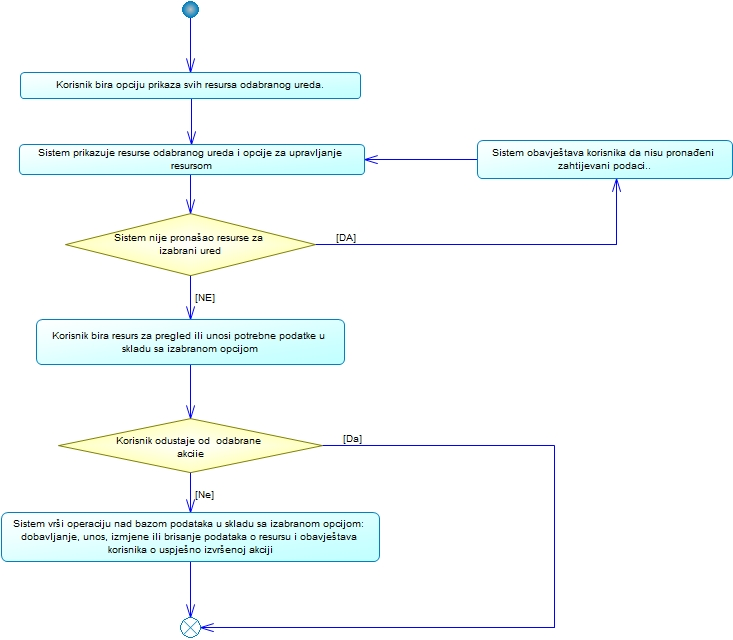 Korisnik bira opciju prikaza svih resursa odabranog ureda.
Sistem prikazuje resurse odabranog ureda i opcije za upravljanje
resursom
Sistem obavještava korisnika da nisu pronađeni
zahtijevani podaci..
Sistem nije pronašao resurse za
izabrani ured
[DA]
[NE]
Korisnik bira resurs za pregled ili unosi potrebne podatke u
skladu sa izabranom opcijom
Korisnik odustaje od odabrane
akcije
[Da]
[Ne]
Sistem vrši operaciju nad bazom podataka u skladu sa izabranom opcijom:
dobavljanje, unos, izmjene ili brisanje podataka o resursu i obavještava
korisnika o uspješno izvršenoj akciji